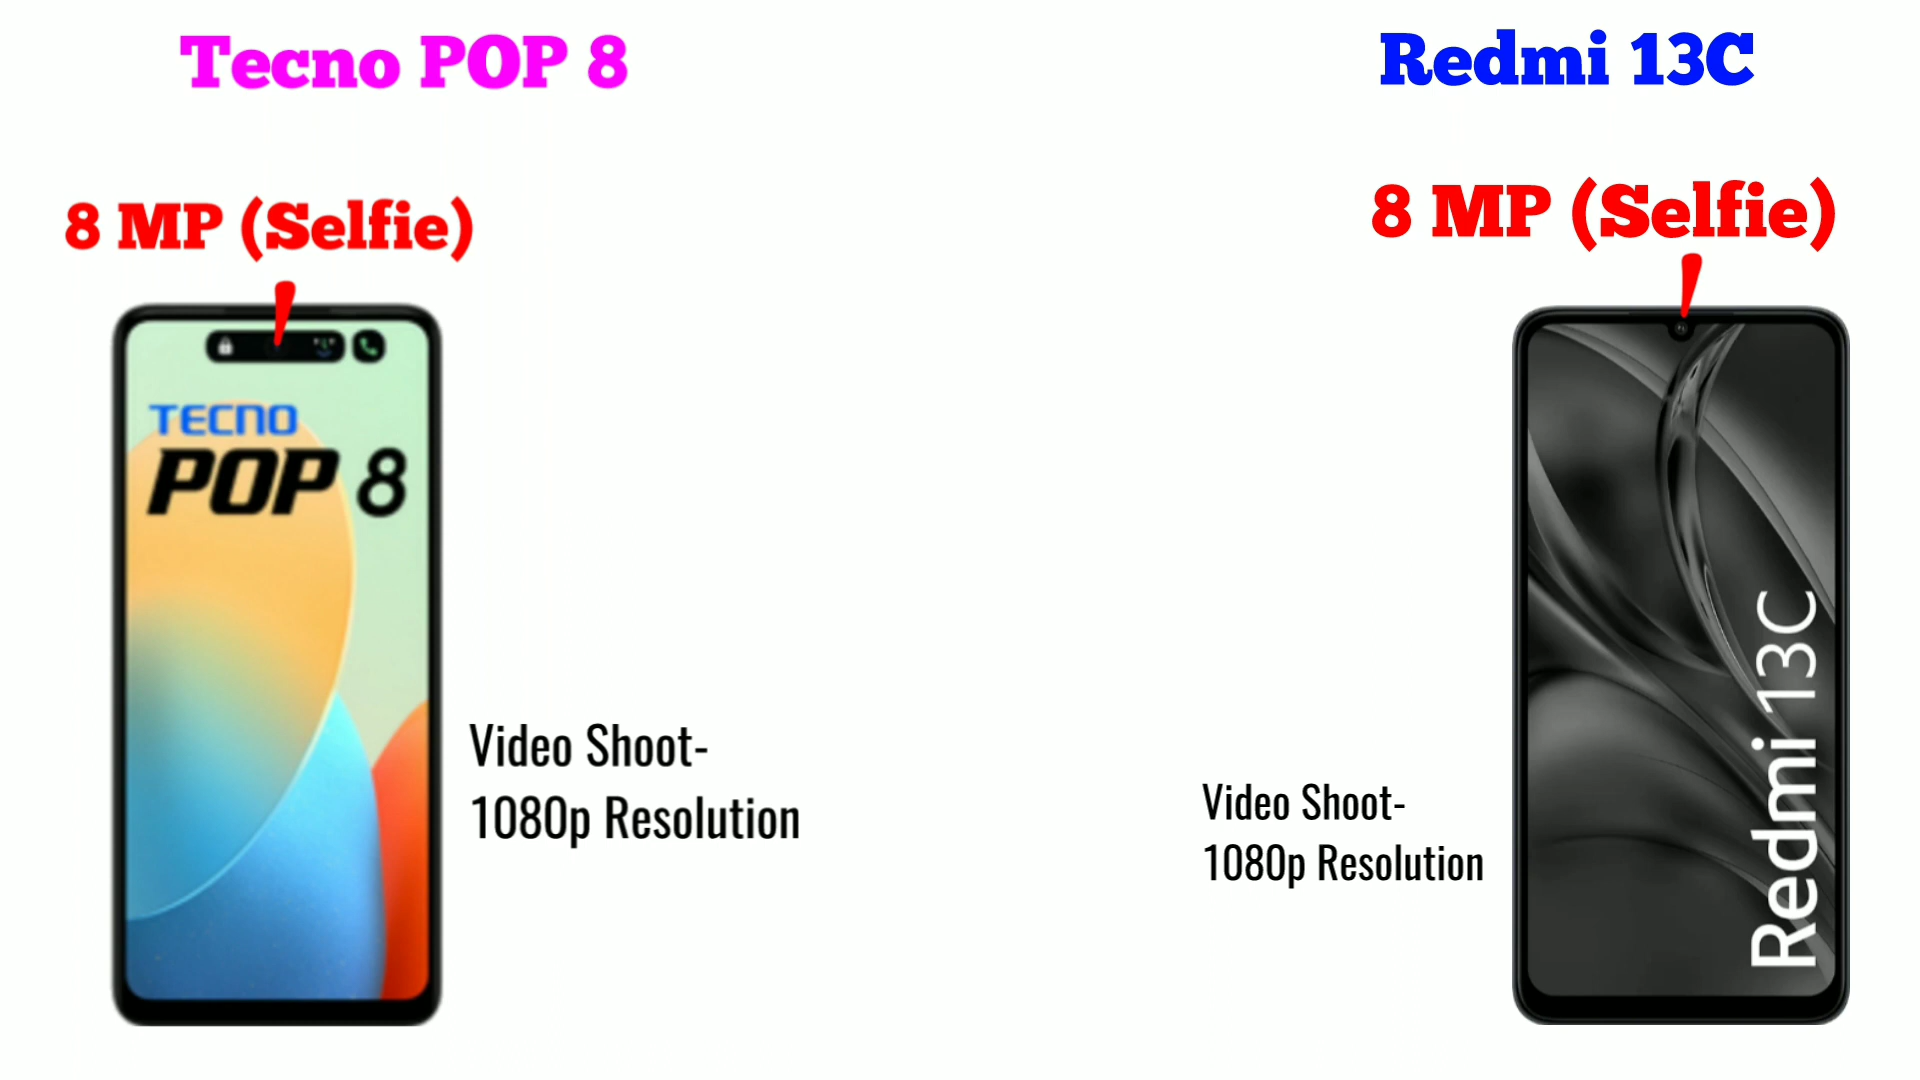 Tecno POP 8
8 MP (Selfie)
TECNO
POP 8
Video Shoot-
1080p Resolution
Redmi 13C
8 MP (Selfie)
Video Shoot-
1080p Resolution
Redmi 13C